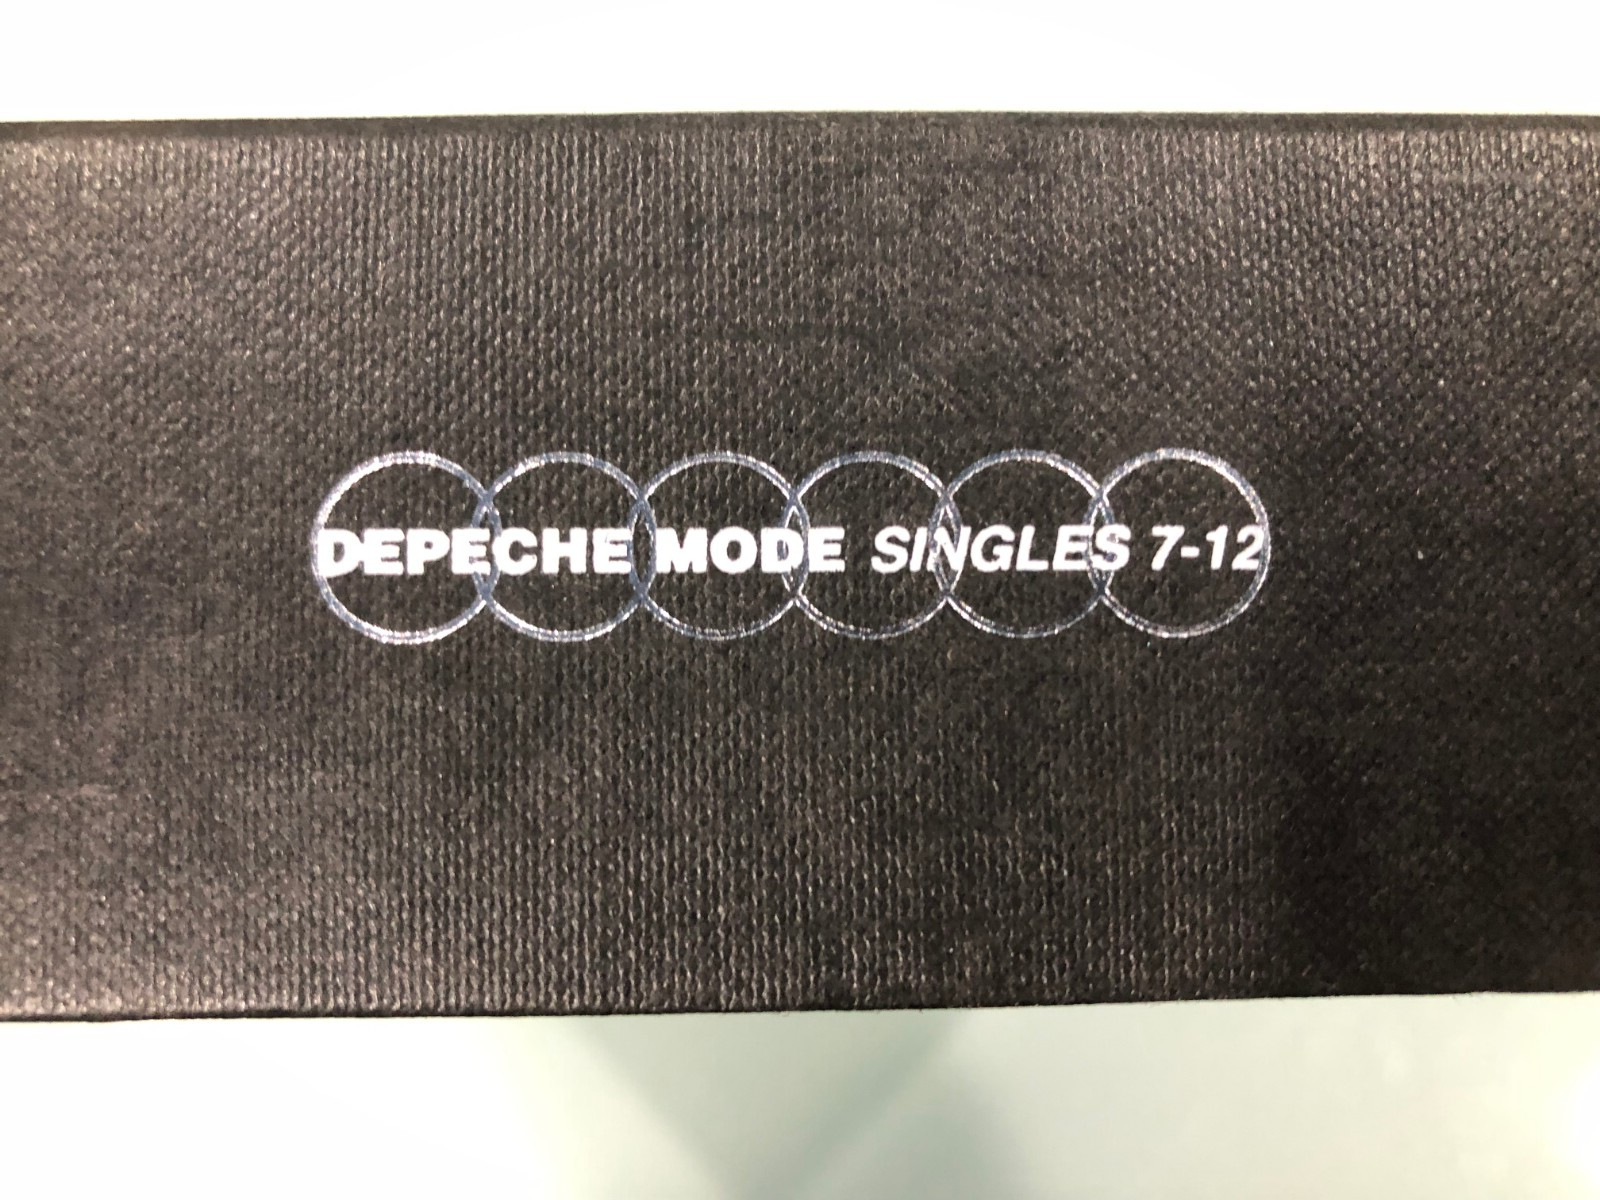 DEPECHE MODE SINGLES 7-12